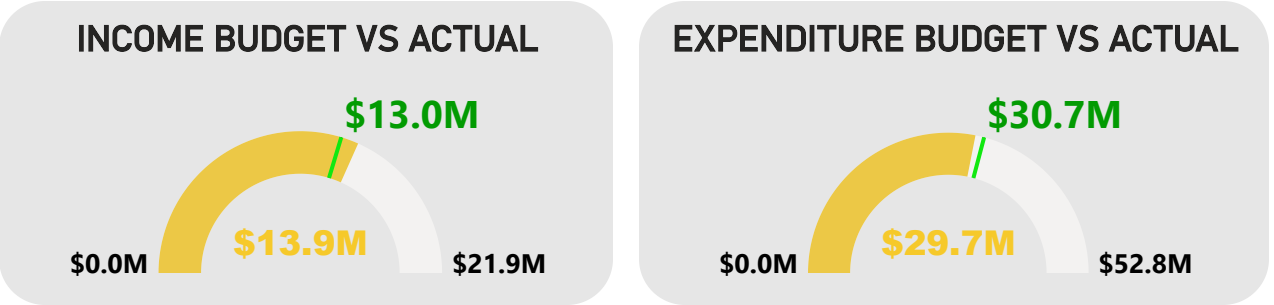 INCOME BUDGET VS ACTUAL
$13.0M
$13.9M
$0.0M
$21.9M
EXPENDITURE BUDGET VS ACTUAL
$30.7M
$29.7M
$0.0M
$52.8M